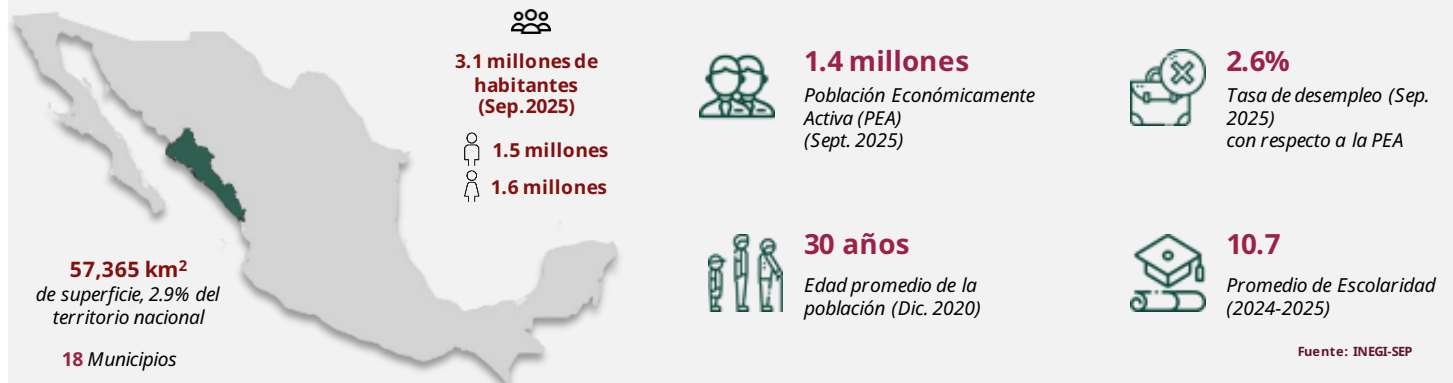 3.1 millones de
habitantes
(Sep.2025)
1.5 millones
1.6 millones
57,365 km²
de superficie, 2.9% del
territorio nacional
18 Municipios
1.4 millones
Población Económicamente
Activa (PEA)
(Sept. 2025)
2.6%
Tasa de desempleo (Sep.
2025)
con respecto a la PEA
30 años
Edad promedio de la
población (Dic. 2020)
10.7
Promedio de Escolaridad
(2024-2025)
Fuente: INEGI-SEP